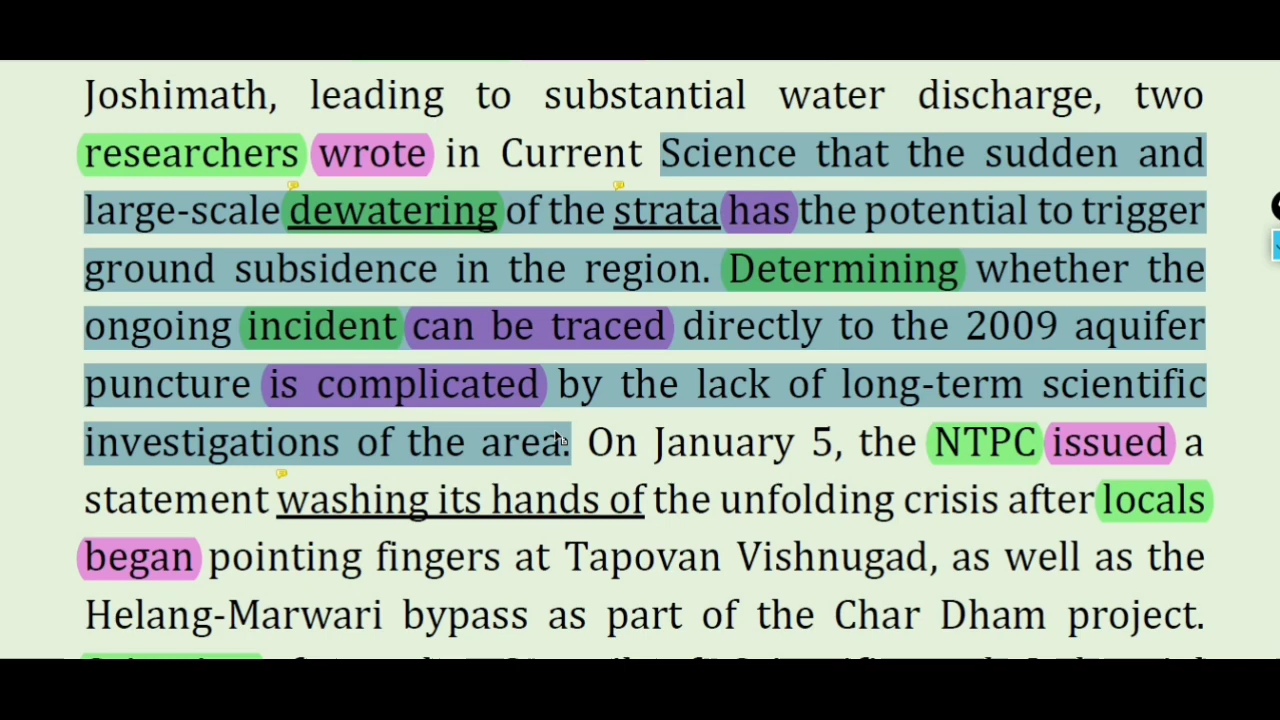 Joshimath, leading to substantial water discharge, two
researchers wrote in Current Science that the sudden and
large-scale dewatering of the strata has the potential to trigger
ground subsidence in the region. Determining whether the
ongoing incident can be traced directly to the 2009 aquifer
puncture is complicated by the lack of long-term scientific
investigations of the area. On January 5, the NTPC issued a
statement washing its hands of the unfolding crisis after locals
began pointing fingers at Tapovan Vishnugad, as well as the
Helang-Marwari bypass as part of the Char Dham project.